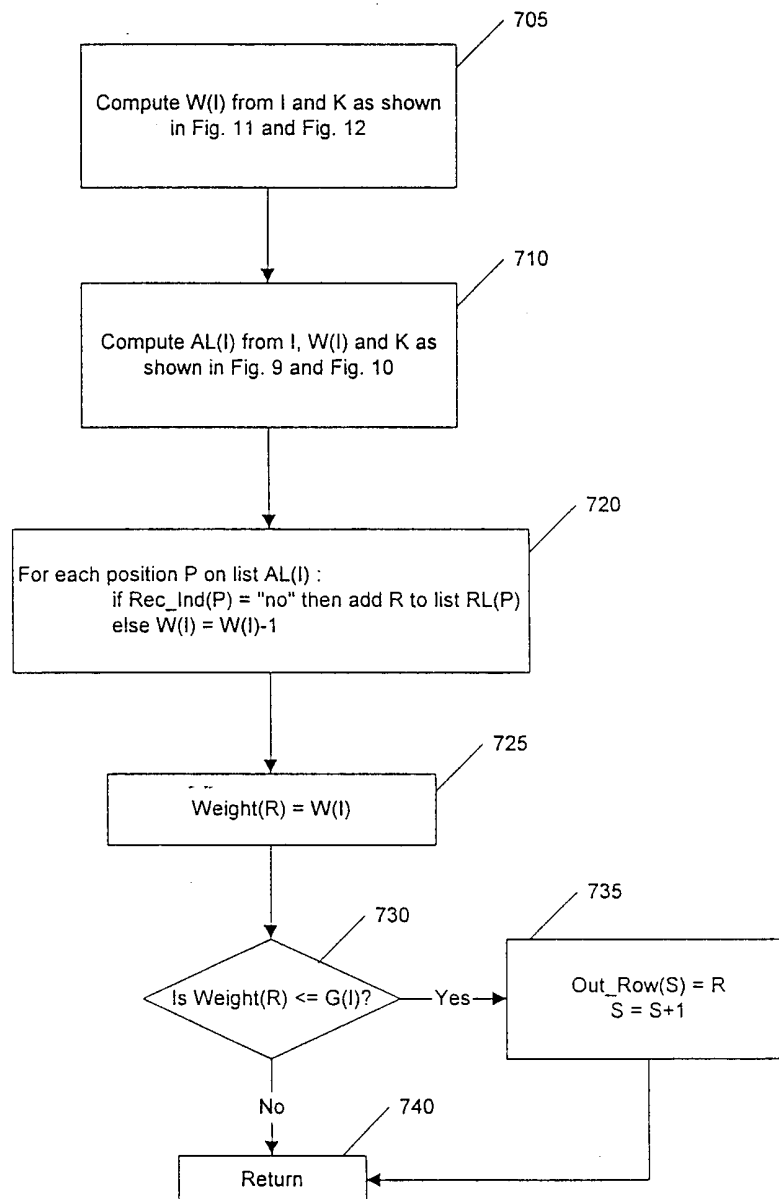 705
Compute W(I) from I and K as shown
in Fig. 11 and Fig. 12
710
Compute AL(I) from I, W(I) and K as
shown in Fig. 9 and Fig. 10
720
For each position P on list AL(I) :
if Rec_Ind(P) = "no" then add R to list RL(P)
else W(I) = W(I)-1
725
Weight(R) = W(I)
730
Is Weight(R) <= G(I)?
Yes
735
Out_Row(S) = R
S = S+1
No
740
Return